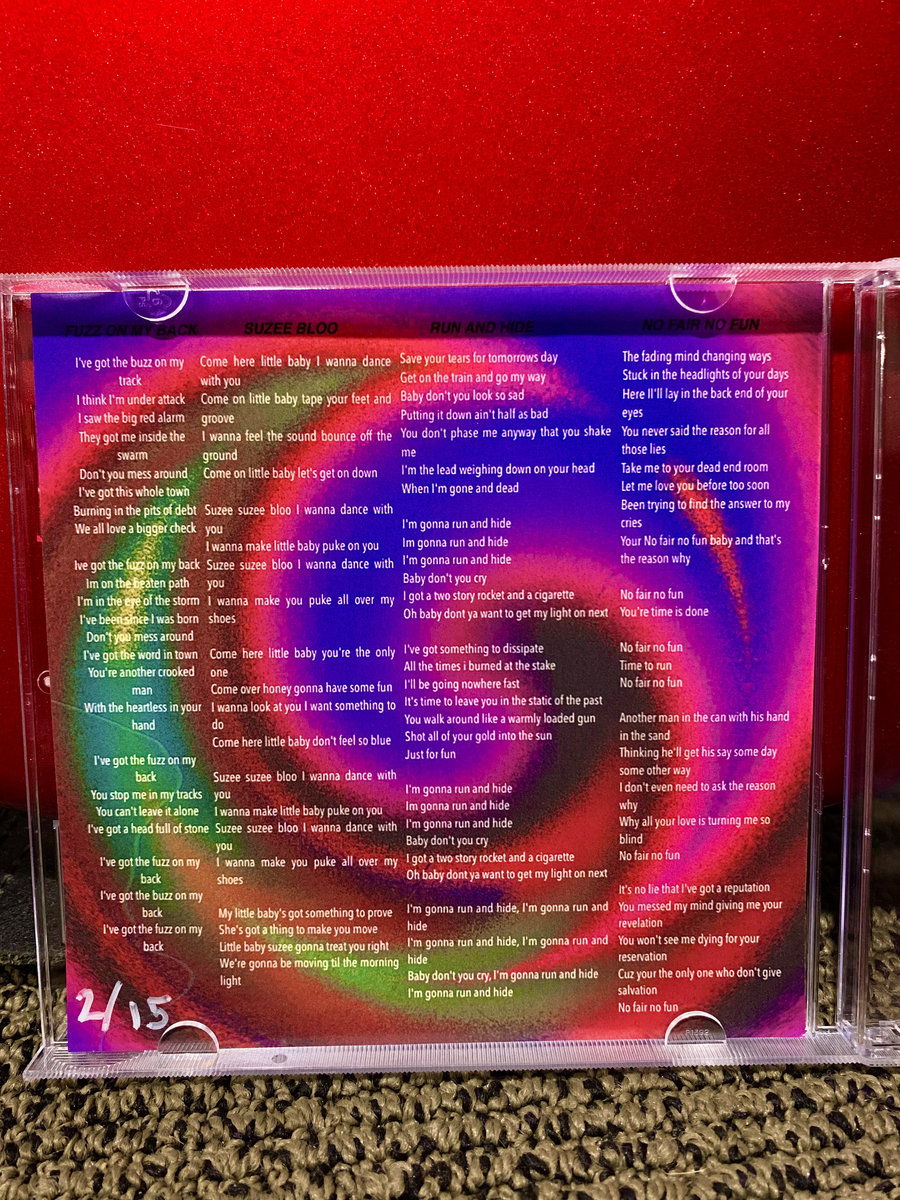 FUZZ ON MY BACK
I've got the buzz on my
track
I think I'm under attack
I saw the big red alarm
They got me inside the
swarm
Don't you mess around
I've got this whole town
Burning in the pits of debt
We all love a bigger check
Ive got the fuzz on my back
Im on the beaten path
I'm in the eye of the storm
I've been since I was born
Don't you mess around
I've got the word in town
You're another crooked
man
With the heartless in your
hand
I've got the fuzz on my
back
You stop me in my tracks
You can't leave it alone
I've got a head full of stone
I've got the fuzz on my
back
I've got the buzz on my
back
I've got the fuzz on my
back
2/15
SUZEE BLOO
Come here little baby I wanna dance
with you
Come on little baby tape your feet and
groove
I wanna feel the sound bounce off the
ground
Come on little baby let's get on down
Suzee suzee bloo I wanna dance with
you
I wanna make little baby puke on you
Suzee suzee bloo I wanna dance with
you
I wanna make you puke all over my
shoes
Come here little baby you're the only
one
Come over honey gonna have some fun
I wanna look at you I want something to
do
Come here little baby don't feel so blue
Suzee suzee bloo I wanna dance with
you
I wanna make little baby puke on you
Suzee suzee bloo I wanna dance with
you
I wanna make you puke all over my
shoes
My little baby's got something to prove
She's got a thing to make you move
Little baby suzee gonna treat you right
We're gonna be moving til the morning
light
RUN AND HIDE
Save your tears for tomorrows day
Get on the train and go my way
Baby don't you look so sad
Putting it down ain't half as bad
You don't phase me anyway that you shake
me
I'm the lead weighing down on your head
When I'm gone and dead
I'm gonna run and hide
Im gonna run and hide
I'm gonna run and hide
Baby don't you cry
I got a two story rocket and a cigarette
Oh baby dont ya want to get my light on next
I've got something to dissipate
All the times i burned at the stake
I'll be going nowhere fast
It's time to leave you in the static of the past
You walk around like a warmly loaded gun
Shot all of your gold into the sun
Just for fun
I'm gonna run and hide
Im gonna run and hide
I'm gonna run and hide
Baby don't you cry
I got a two story rocket and a cigarette
Oh baby dont ya want to get my light on next
I'm gonna run and hide, I'm gonna run and
hide
I'm gonna run and hide, I'm gonna run and
hide
Baby don't you cry, I'm gonna run and hide
I'm gonna run and hide
NO FAIR NO FUN
The fading mind changing ways
Stuck in the headlights of your days
Here Il'll lay in the back end of your
eyes
You never said the reason for all
those lies
Take me to your dead end room
Let me love you before too soon
Been trying to find the answer to my
cries
Your No fair no fun baby and that's
the reason why
No fair no fun
You're time is done
No fair no fun
Time to run
No fair no fun
Another man in the can with his hand
in the sand
Thinking he'll get his say some day
some other way
I don't even need to ask the reason
why
Why all your love is turning me so
blind
No fair no fun
It's no lie that I've got a reputation
You messed my mind giving me your
revelation
You won't see me dying for your
reservation
Cuz your the only one who don't give
salvation
No fair no fun